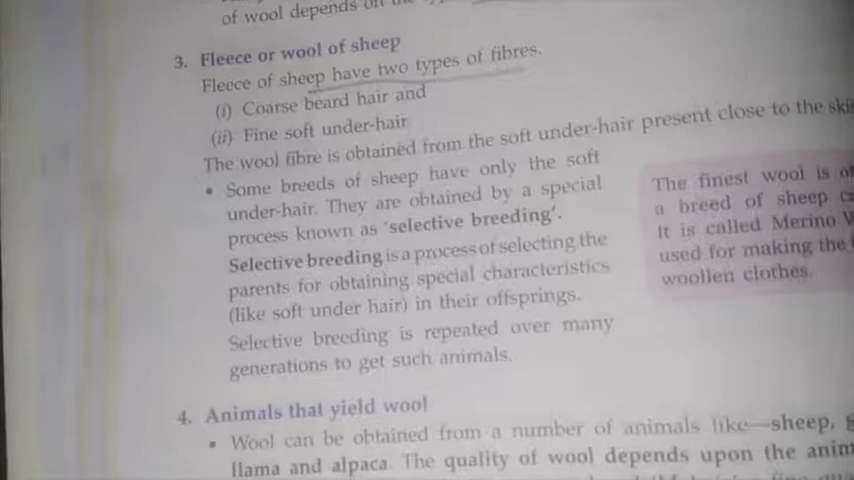 of wool depends on the
3. Fleece or wool of sheep
Fleece of sheep have two types of fibres.
(i) Coarse beard hair and
(ii) Fine soft under-hair
The wool fibre is obtained from the soft under-hair present close to the
• Some breeds of sheep have only the soft
under-hair. They are obtained by a special
process known as 'selective breeding'.
Selective breeding is a process of selecting the
parents for obtaining special characteristics
(like soft under hair) in their offsprings.
Selective breeding is repeated over many
generations to get such animals.
The finest wool is
a breed of sheep
It is called Merino
used for making the
woollen clothes.
4. Animals that yield wool
• Wool can be obtained from a number of animals like—sheep,
llama and alpaca. The quality of wool depends upon the